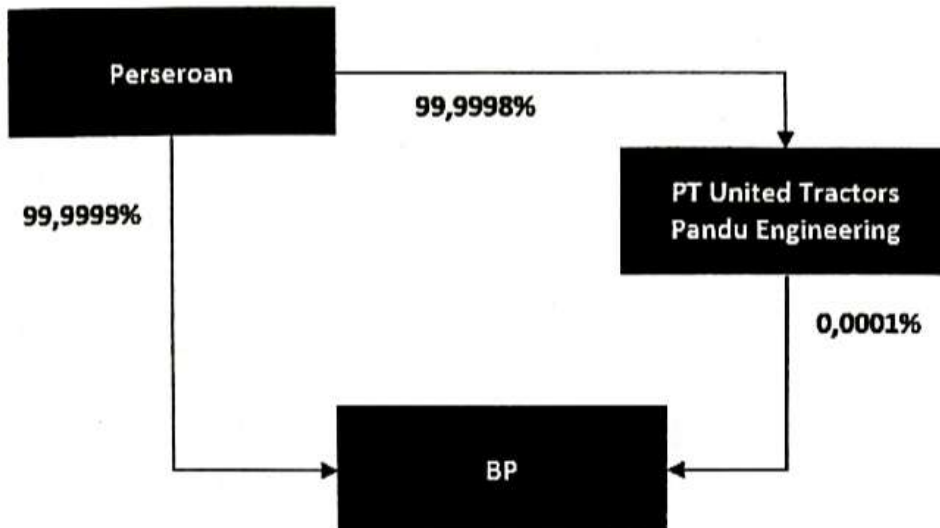 Perseroan
99,9998%
99,9999%
PT United Tractors
Pandu Engineering
0,0001%
BP